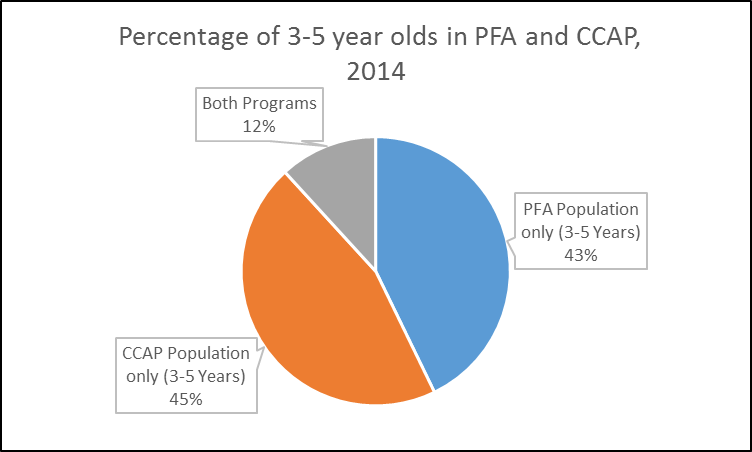 Percentage of 3-5 year olds in PFA and CCAP,
2014
Both Programs
12%
PFA Population
only (3-5 Years)
43%
CCAP Population
only (3-5 Years)
45%